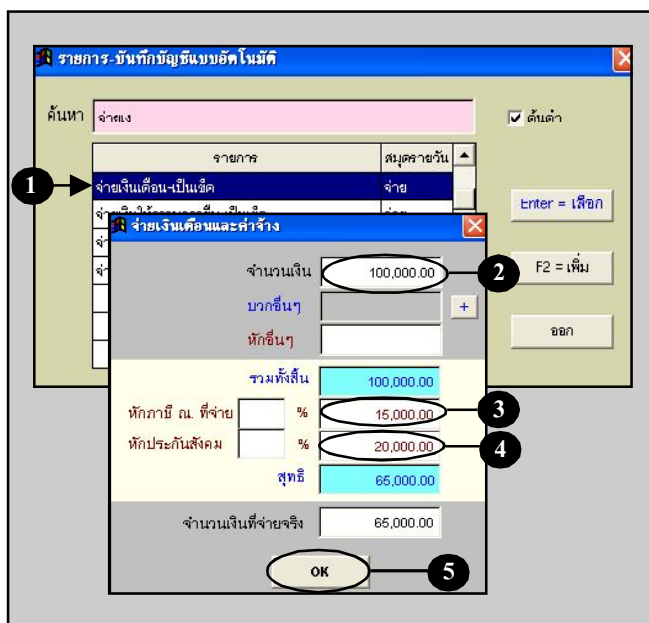 รายการ-บันทึกบัญชีแบบอัตโนมัติ
ค้นหา จ่ายเง ค้นคำ
รายการ สมุดรายวัน
1 จ่ายเงินเดือน-เป็นเช็ค จ่าย
Enter = เลือก
F2 = เพิ่ม
ออก
จ่ายเงินเดือนและค่าจ้าง
จำนวนเงิน 100,000.00 2
บวกอื่นๆ +
หักอื่นๆ
รวมทั้งสิ้น 100,000.00
หักภาษี ณ. ที่จ่าย % 15,000.00 3
หักประกันสังคม % 20,000.00 4
สุทธิ 65,000.00
จำนวนเงินที่จ่ายจริง 65,000.00
OK 5